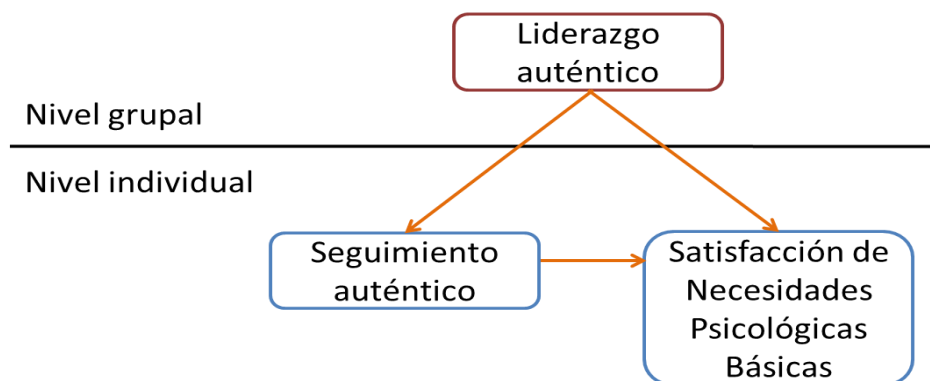 Liderazgo
auténtico
Nivel grupal
Nivel individual
Seguimiento
auténtico
Satisfacción de
Necesidades
Psicológicas
Básicas